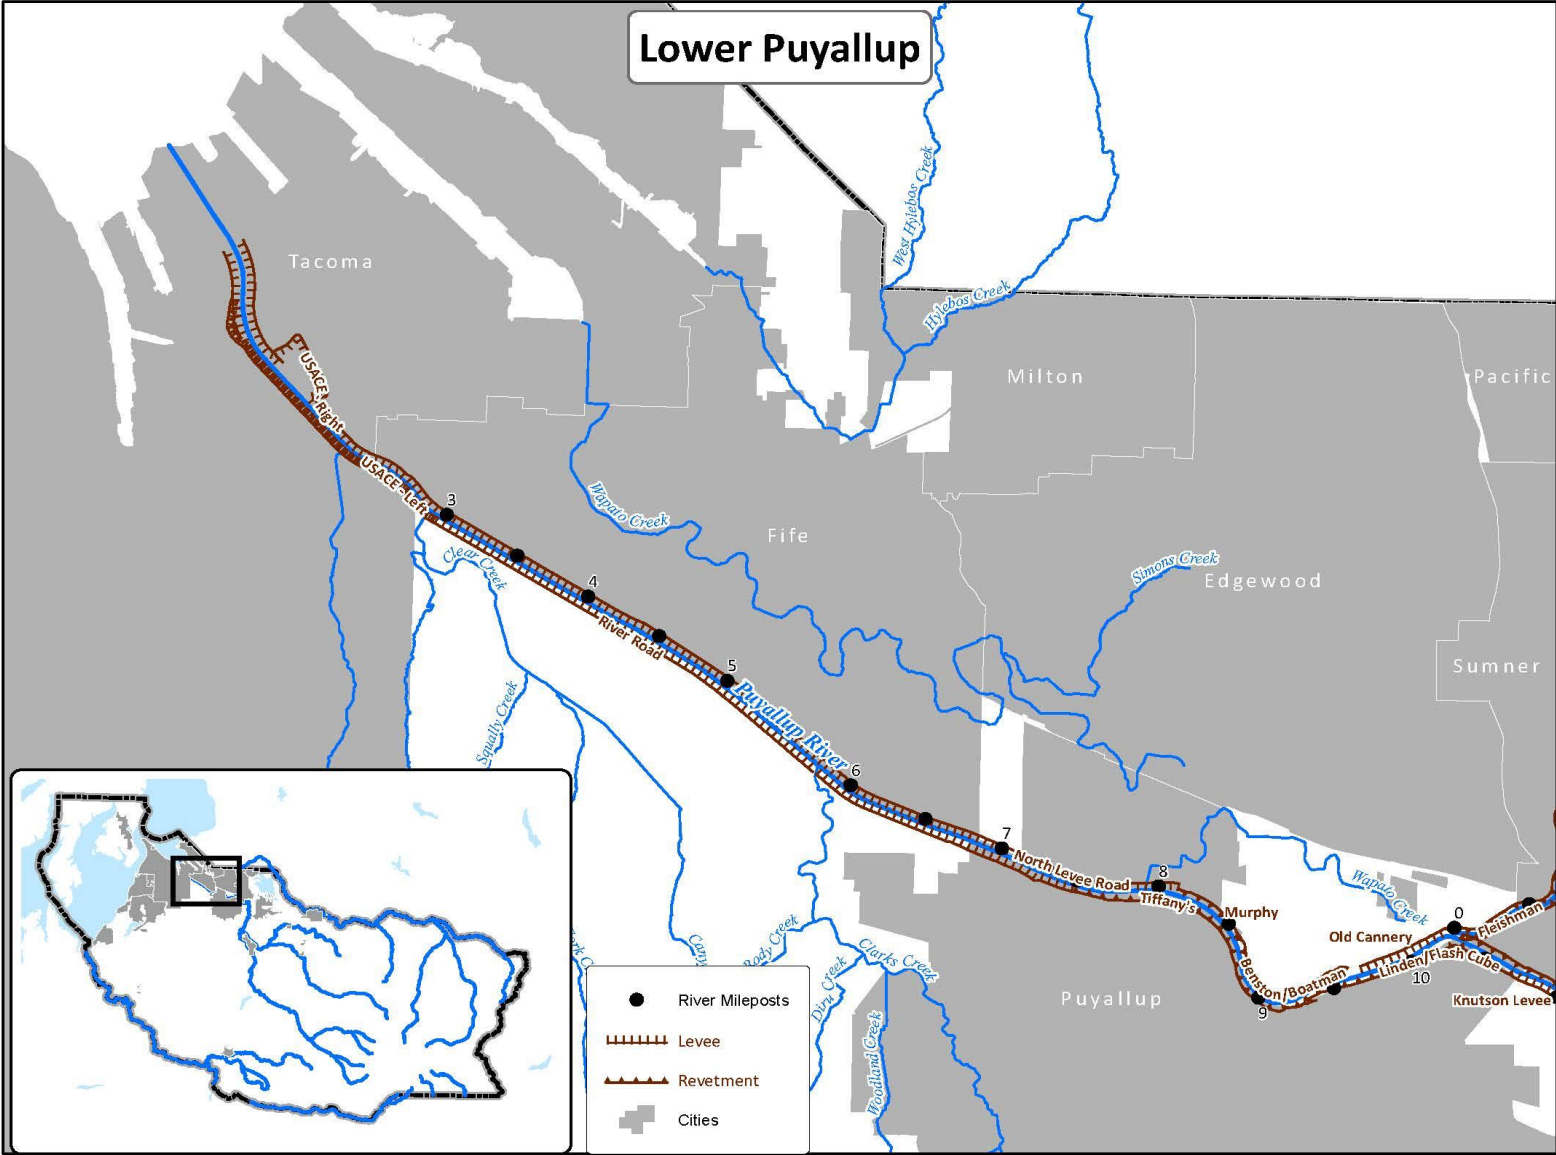 Lower Puyallup
West Hylebos Creek
Hylebos Creek
Tacoma
Milton
Pacific
USACE - Right
USACE - Left
3
Wapato Creek
Fife
Clear Creek
Simons Creek
Edgewood
4
River Road
Sumner
5
Puyallup River
Squally Creek
6
7
North Levee Road
8
Tiffany's
Wapato Creek
Murphy
0
Fleishman
Old Cannery
Linden/Flash Cube
10
Benston/Boatman
Knutson Levee
9
Puyallup
Body Creek
Clarks Creek
Diru Creek
Woodland Creek
Cany
River Mileposts
Levee
Revetment
Cities